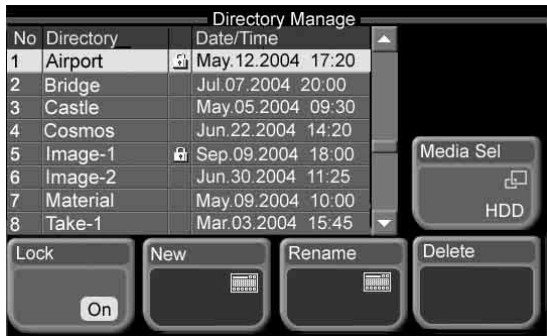 Directory Manage
No Directory Date/Time
1 Airport May.12.2004 17:20
2 Bridge Jul.07.2004 20:00
3 Castle May.05.2004 09:30
4 Cosmos Jun.22.2004 14:20
5 Image-1 Sep.09.2004 18:00
6 Image-2 Jun.30.2004 11:25
7 Material May.09.2004 10:00
8 Take-1 Mar.03.2004 15:45
Media Sel
HDD
Lock New Rename Delete
On